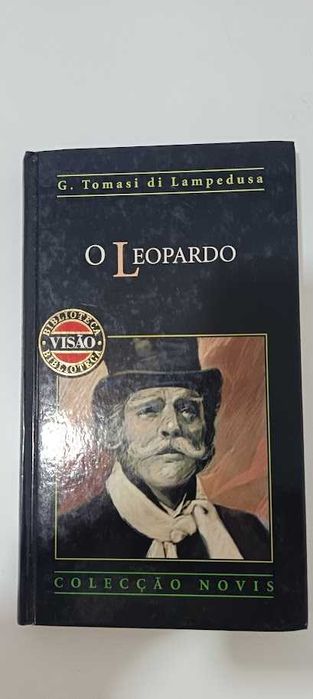 G. Tomasi di Lampedusa
O LEOPARDO
BIBLIOTECA
VISÃO
BIBLIOTECA
COLECÇÃO NOVIS